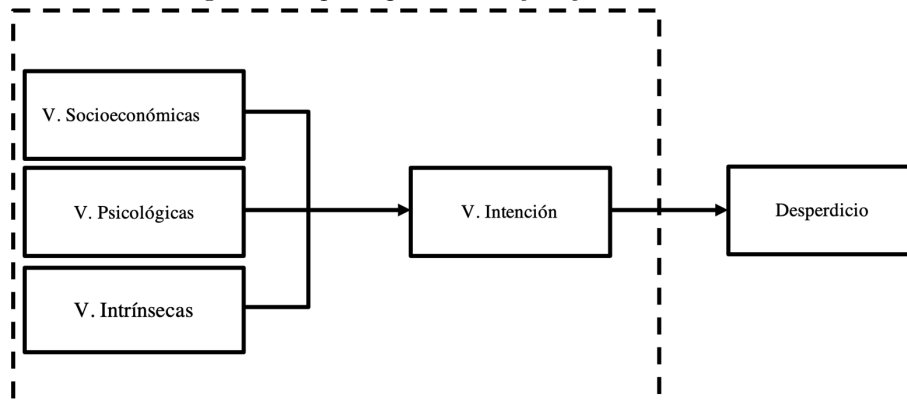 V. Socioeconómicas
V. Psicológicas
V. Intención
Desperdicio
V. Intrínsecas